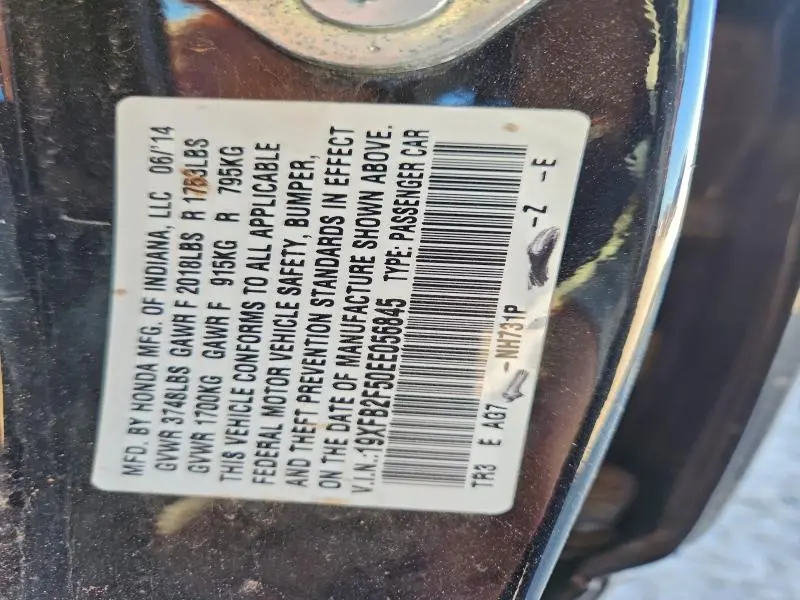 MFD. BY HONDA MFG. OF INDIANA, LLC 06/'14
GVWR 3748LBS GAWR F 2018LBS R 1753LBS
GVWR 1700KG GAWR F 915KG R 795KG
THIS VEHICLE CONFORMS TO ALL APPLICABLE
FEDERAL MOTOR VEHICLE SAFETY, BUMPER,
AND THEFT PREVENTION STANDARDS IN EFFECT
ON THE DATE OF MANUFACTURE SHOWN ABOVE.
V.I.N.:19XFB2F50EE056845 TYPE: PASSENGER CAR
TR3 E AG7 -NH731P -Z -E